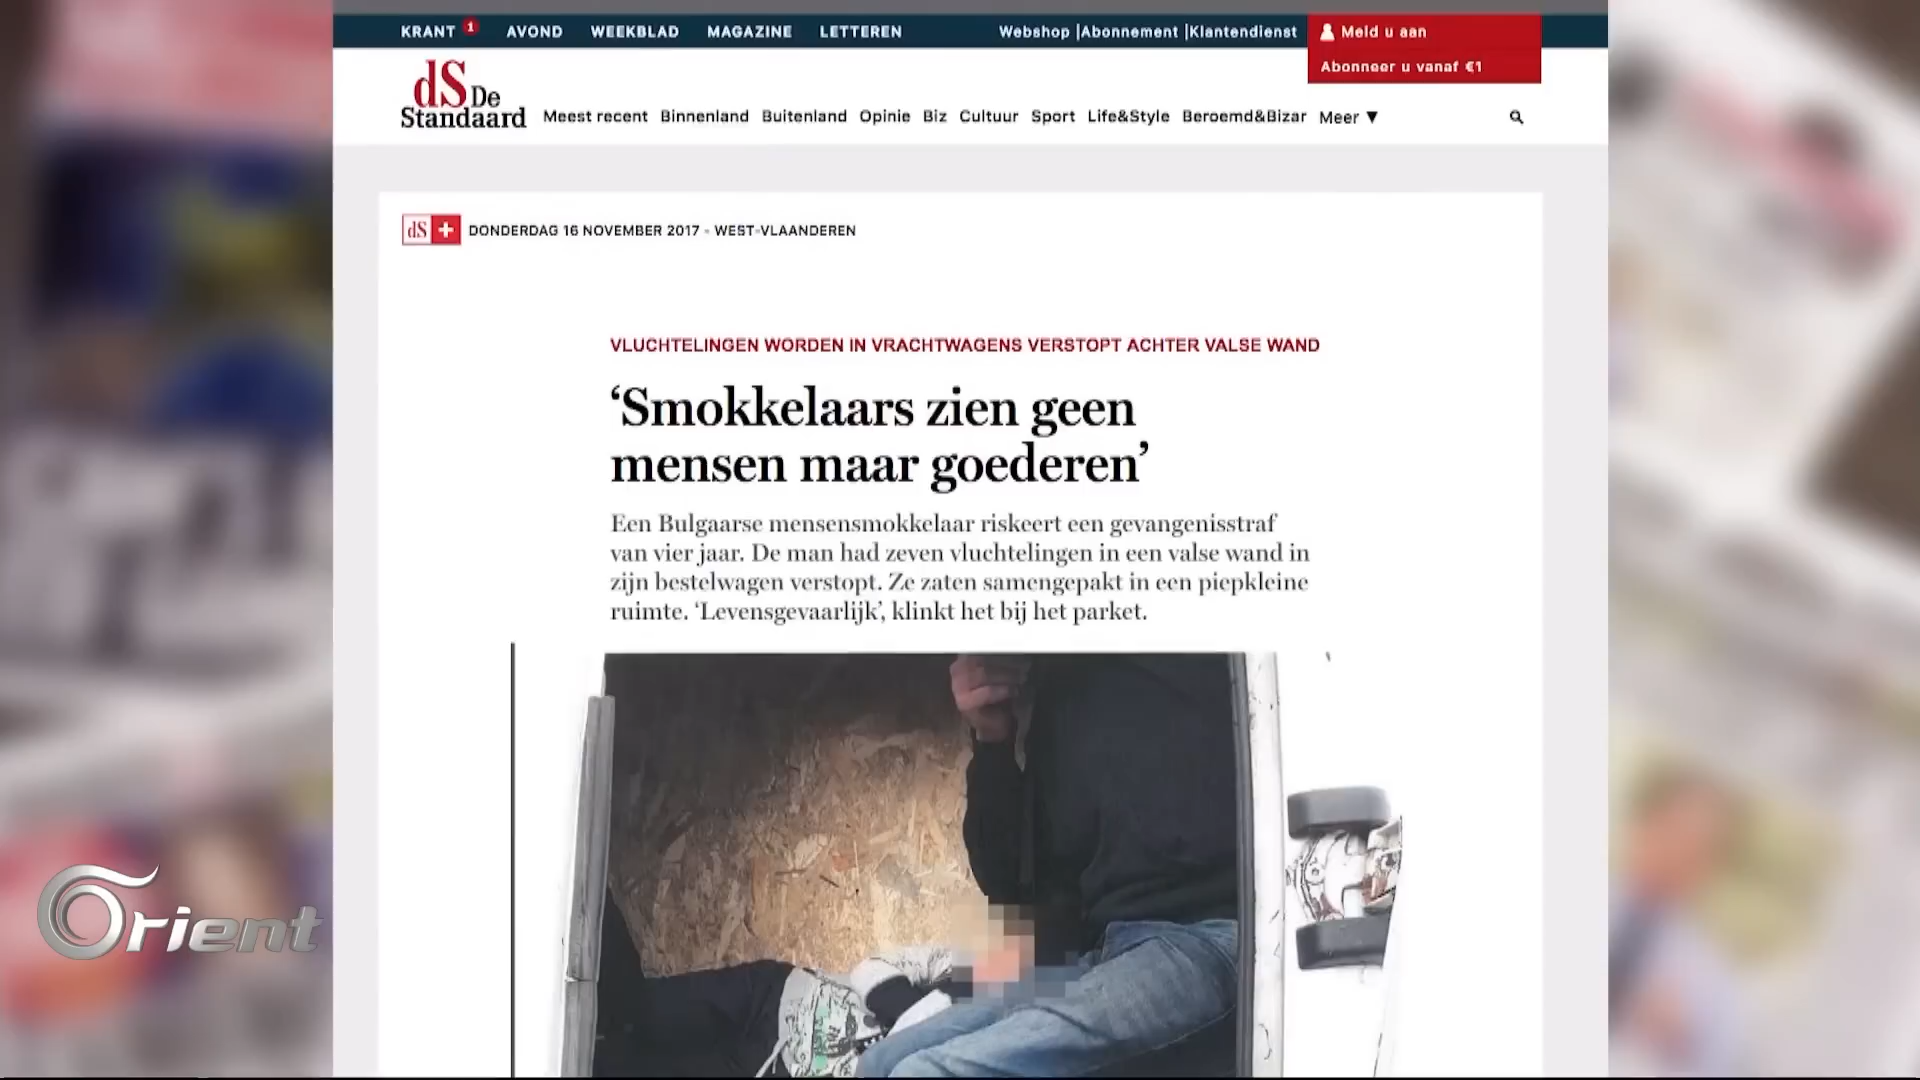 KRANT 1 AVOND WEEKBLAD MAGAZINE LETTEREN Webshop |Abonnement |Klantendienst Meld u aan
Abonneer u vanaf €1
dS De
Standaard Meest recent Binnenland Buitenland Opinie Biz Cultuur Sport Life&Style Beroemd&Bizar Meer ▼
dS + DONDERDAG 16 NOVEMBER 2017 - WEST-VLAANDEREN
VLUCHTELINGEN WORDEN IN VRACHTWAGENS VERSTOPT ACHTER VALSE WAND
‘Smokkelaars zien geen
mensen maar goederen’
Een Bulgaarse mensensmokkelaar riskeert een gevangenisstraf
van vier jaar. De man had zeven vluchtelingen in een valse wand in
zijn bestelwagen verstopt. Ze zaten samengepakt in een piepkleine
ruimte. ‘Levensgevaarlijk’, klinkt het bij het parket.
Orient